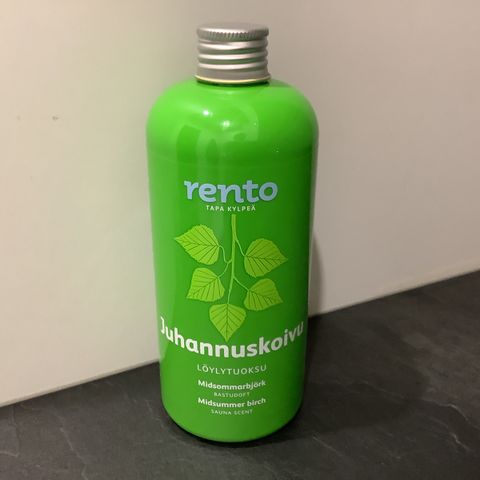 rento
TAPA KYLPEÄ
Juhannuskoivu
LÖYLYTUOKSU
Midsommarbjörk
BASTUDOFT
Midsummer birch
SAUNA SCENT